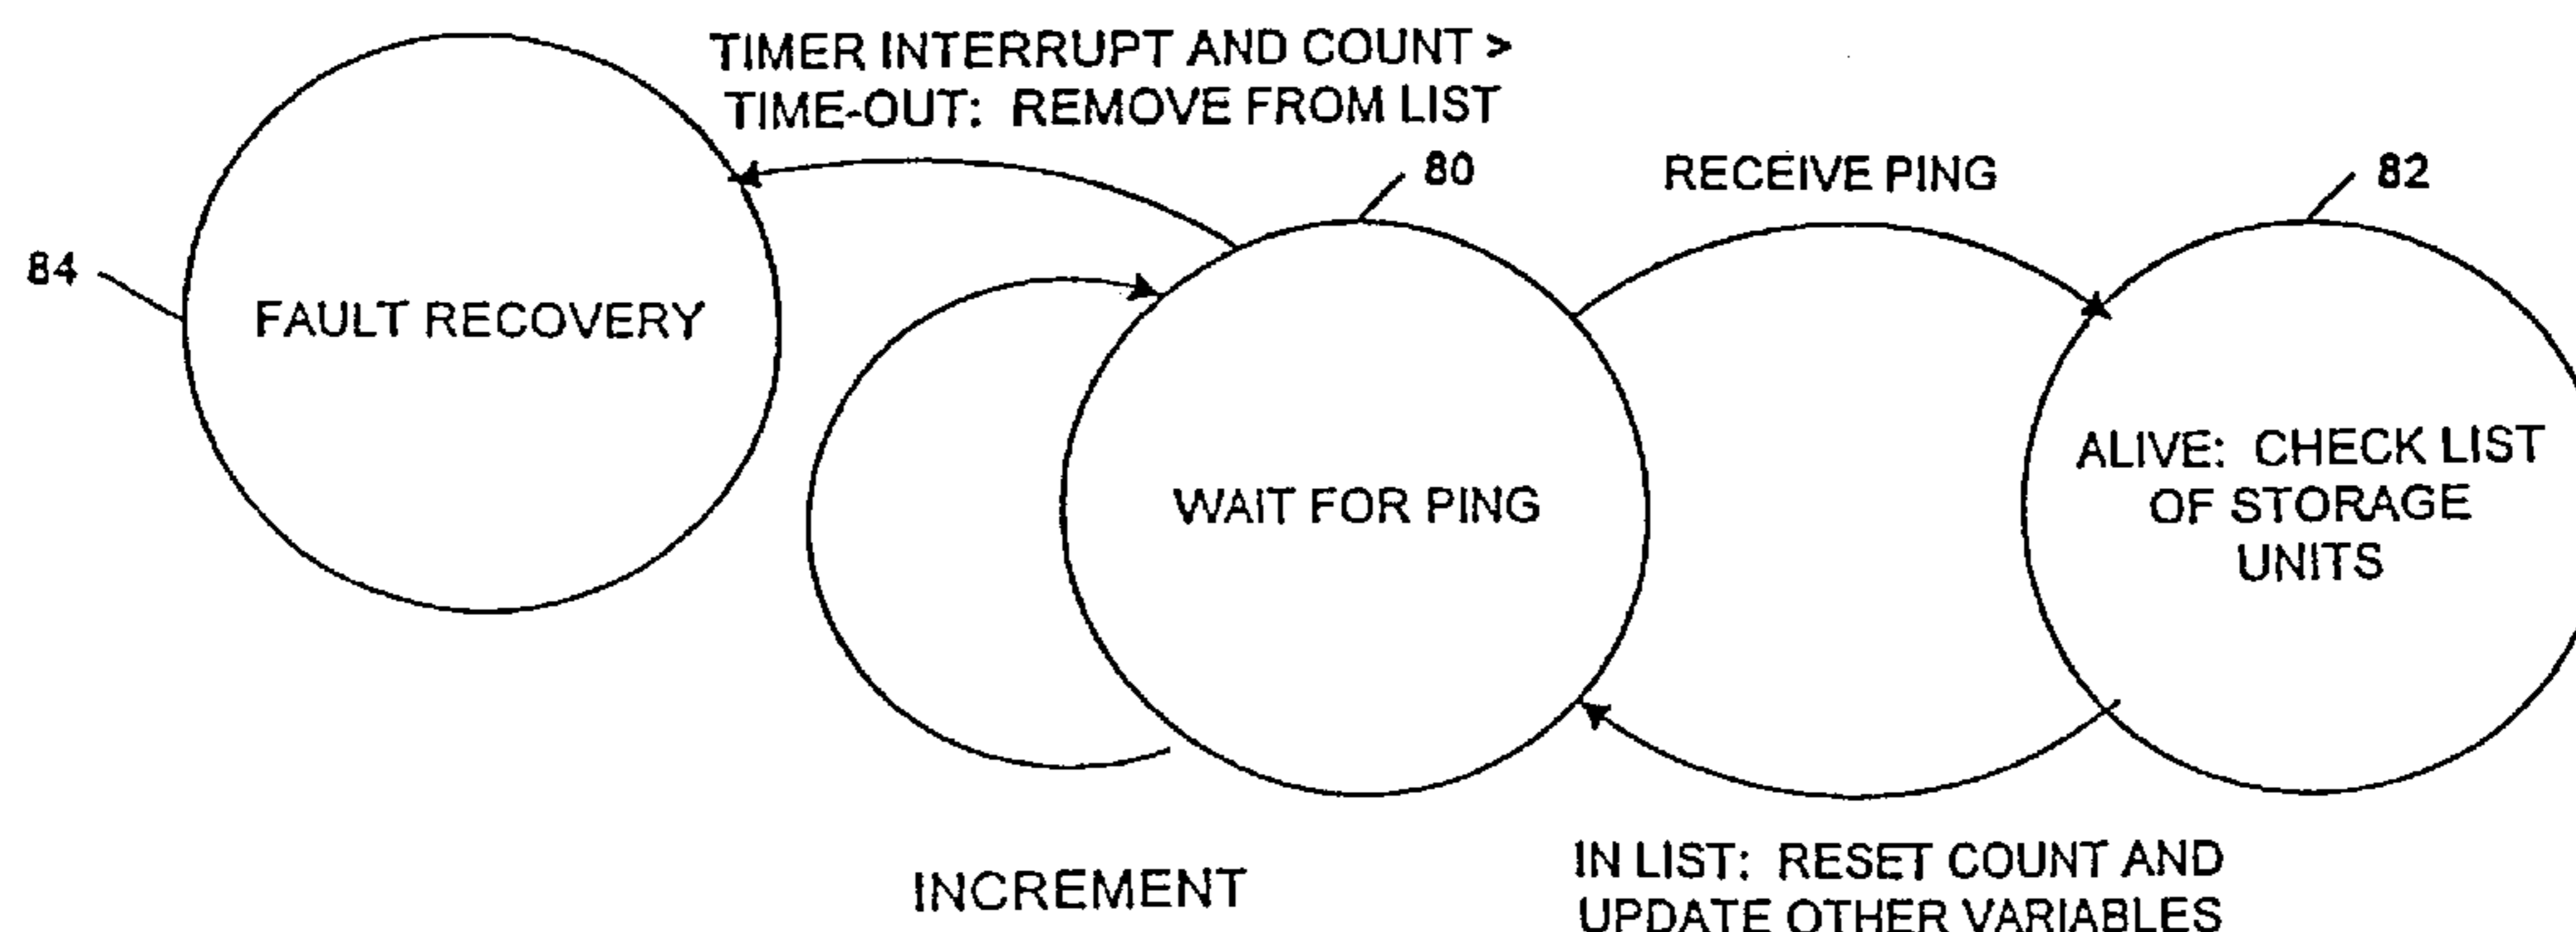 TIMER INTERRUPT AND COUNT >
TIME-OUT: REMOVE FROM LIST
80
RECEIVE PING
82
84
FAULT RECOVERY
WAIT FOR PING
ALIVE: CHECK LIST
OF STORAGE
UNITS
INCREMENT
IN LIST: RESET COUNT AND
UPDATE OTHER VARIABLES